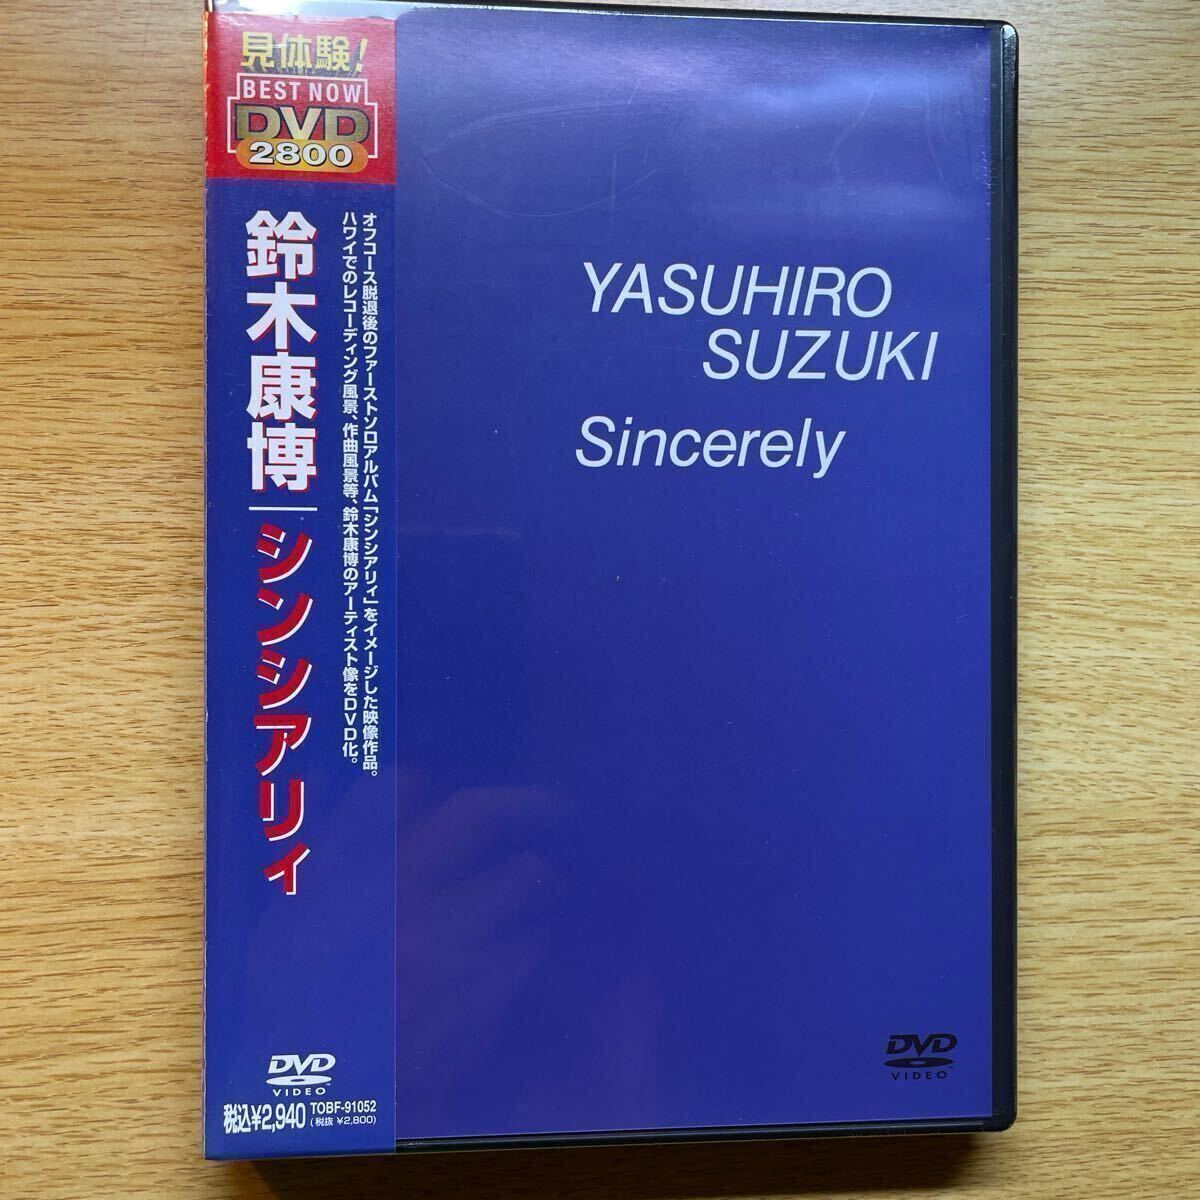 見体験!
BEST NOW
DVD
2800
オフコース脱退後のファーストソロアルバム「シンシアリィ」をイメージした映像作品。
ハワイでのレコーディング風景、作曲風景等、鈴木康博のアーティスト像をDVD化。
鈴木康博|シンシアリィ
DVD
VIDEO
TOBF-91052
税込¥2,940 (税抜 ¥2,800)
YASUHIRO
SUZUKI
Sincerely
DVD
VIDEO